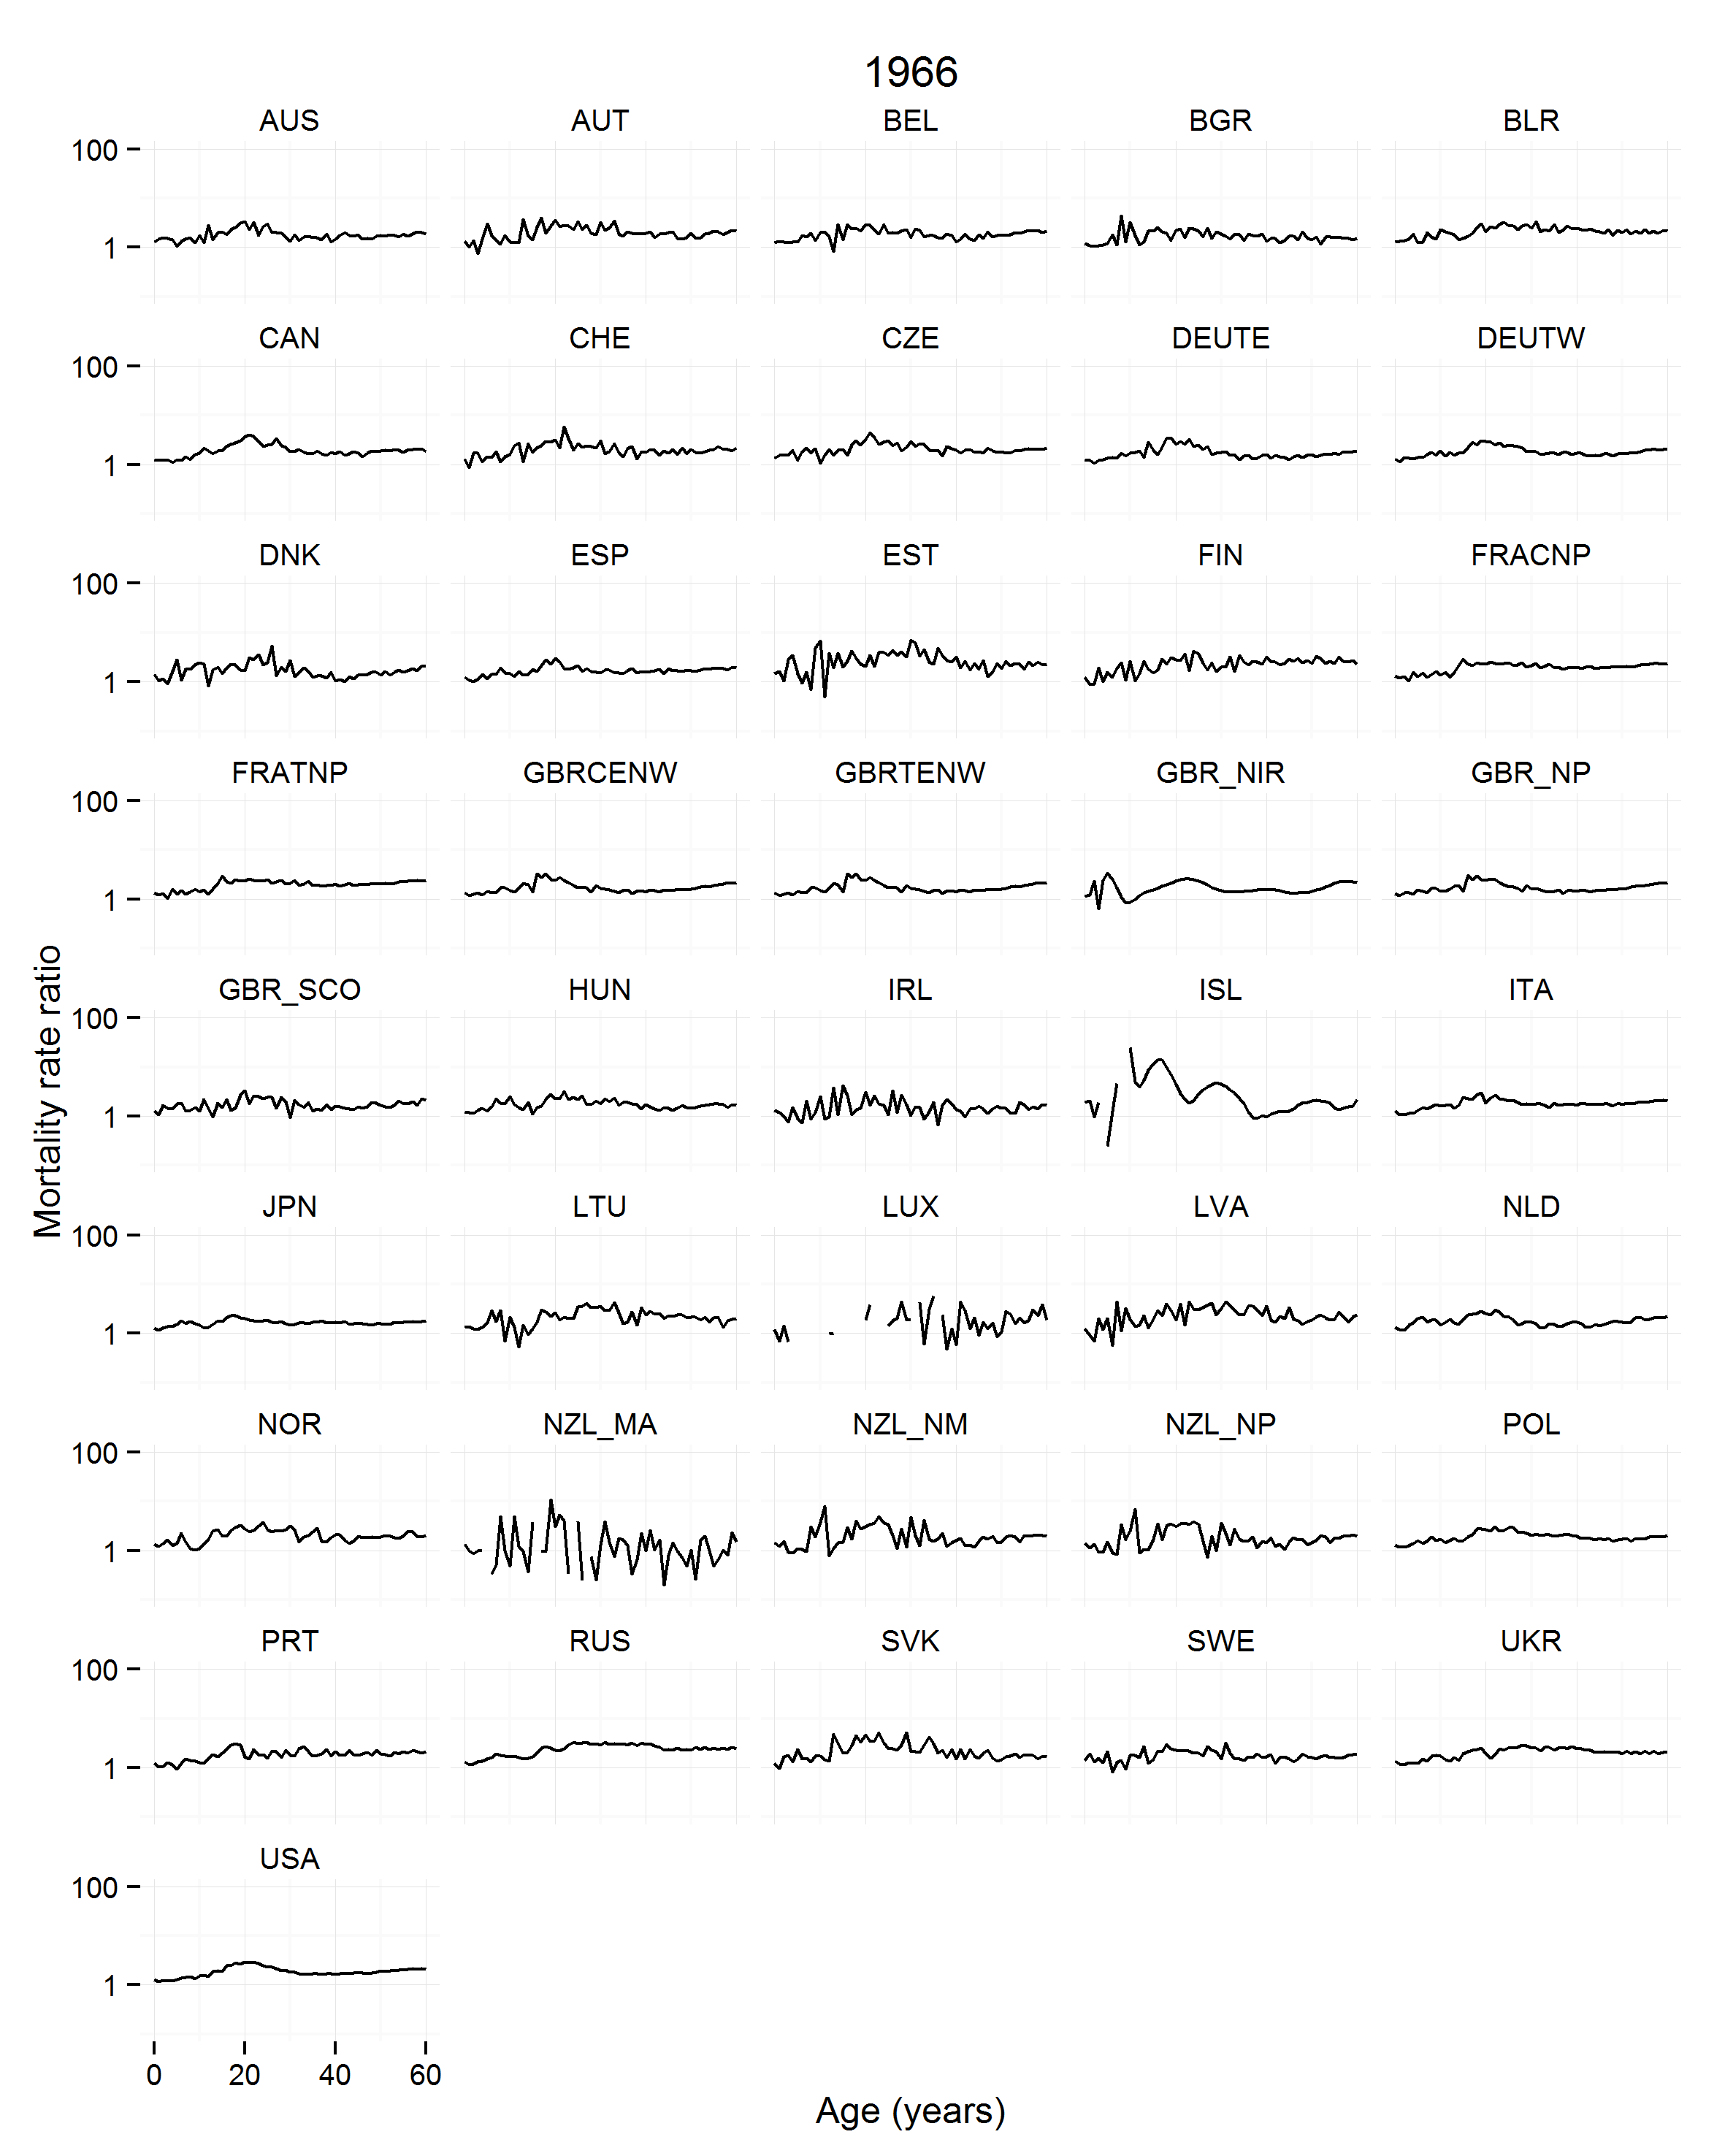 1966
AUS AUT BEL BGR BLR
100
1
CAN CHE CZE DEUTE DEUTW
100
1
DNK ESP EST FIN FRACNP
100
1
FRATNP GBRCENW GBRTENW GBR_NIR GBR_NP
100
1
GBR_SCO HUN IRL ISL ITA
100
1
Mortality rate ratio
JPN LTU LUX LVA NLD
100
1
NOR NZL_MA NZL_NM NZL_NP POL
100
1
PRT RUS SVK SWE UKR
100
1
USA
100
1
0 20 40 60
Age (years)